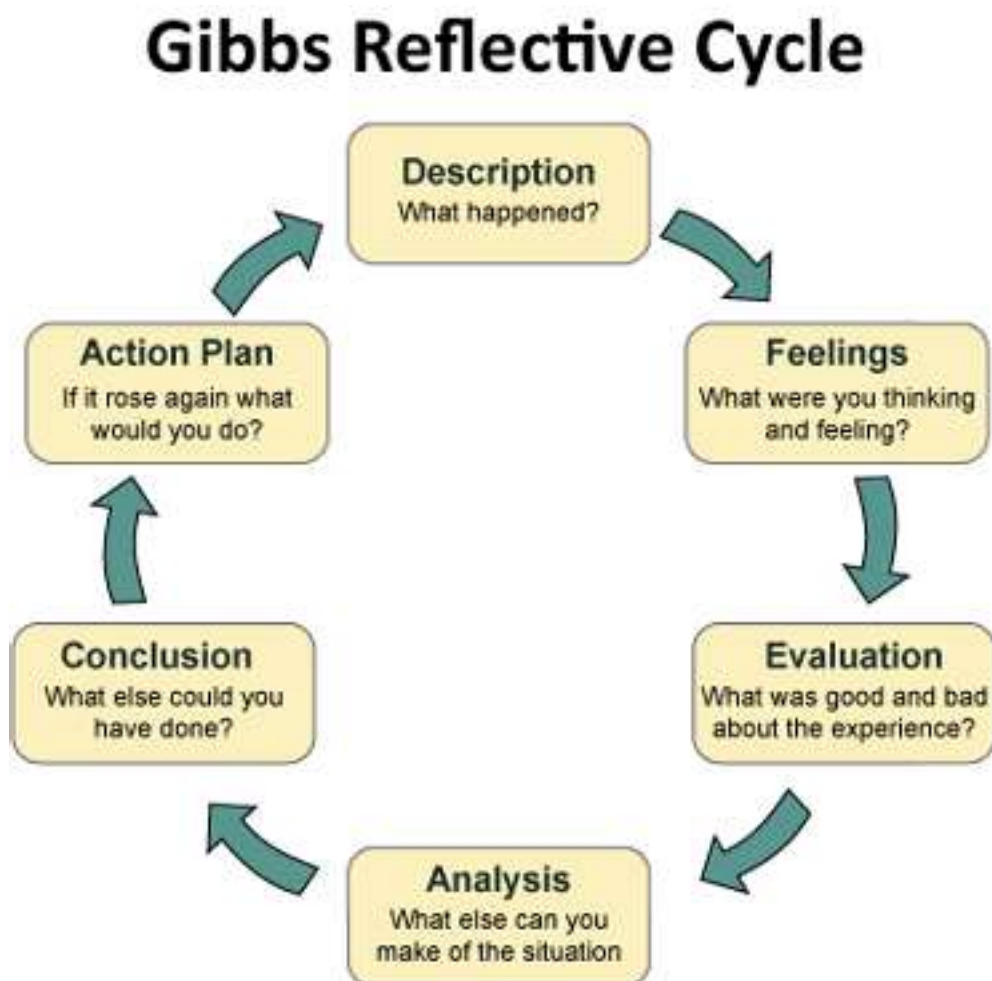 Gibbs Reflective Cycle
Description
What happened?
Feelings
What were you thinking
and feeling?
Evaluation
What was good and bad
about the experience?
Analysis
What else can you
make of the situation
Conclusion
What else could you
have done?
Action Plan
If it rose again what
would you do?